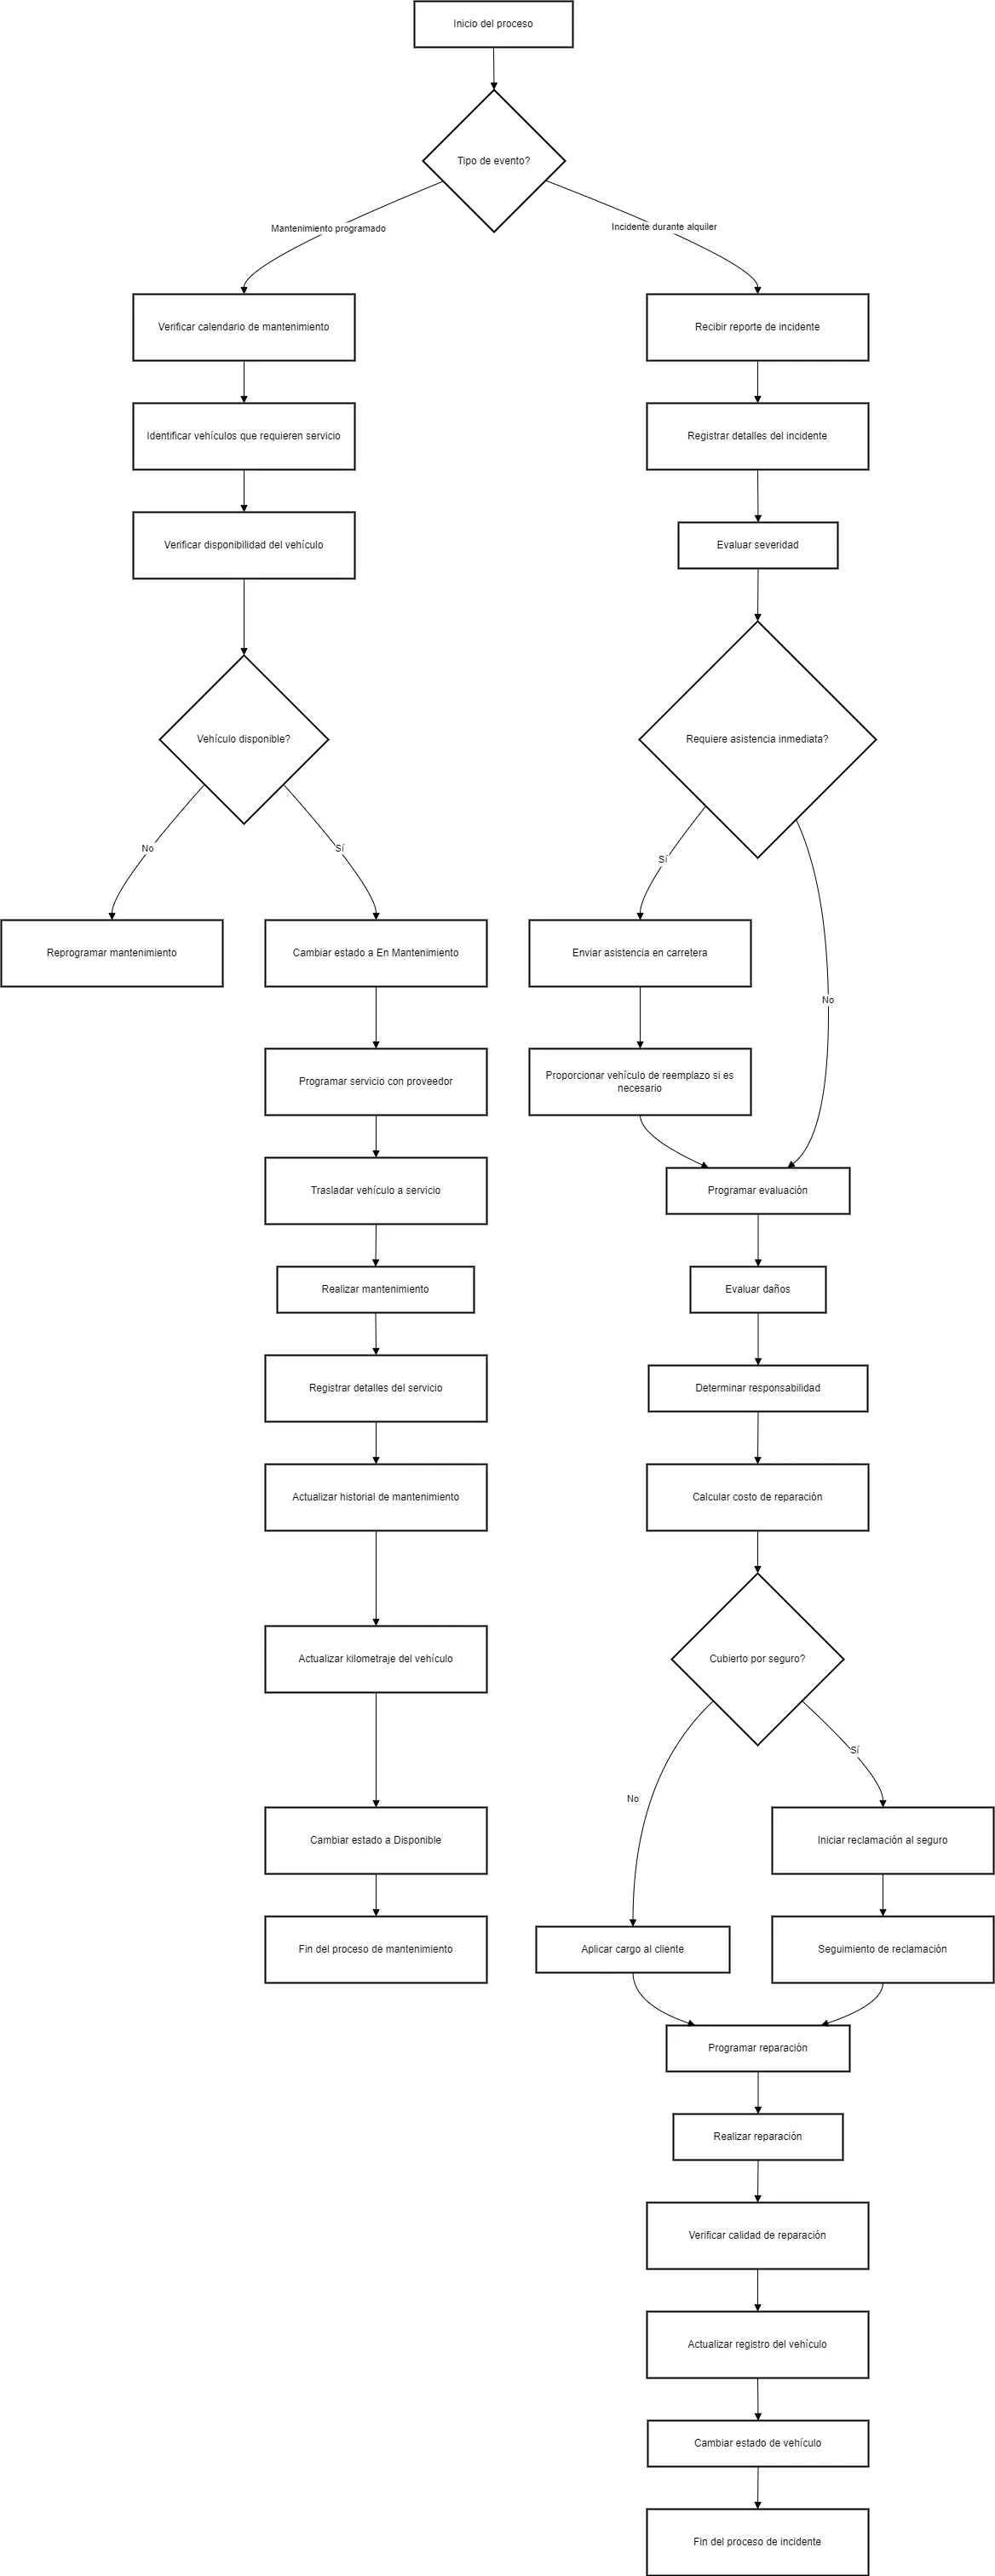 Inicio del proceso
Tipo de evento?
Mantenimiento programado
Incidente durante alquiler
Verificar calendario de mantenimiento
Recibir reporte de incidente
Identificar vehículos que requieren servicio
Registrar detalles del incidente
Verificar disponibilidad del vehículo
Evaluar severidad
Vehículo disponible?
Requiere asistencia inmediata?
No
Sí
Sí
Reprogramar mantenimiento
Cambiar estado a En Mantenimiento
Enviar asistencia en carretera
No
Programar servicio con proveedor
Proporcionar vehículo de reemplazo si es
necesario
Trasladar vehículo a servicio
Programar evaluación
Realizar mantenimiento
Evaluar daños
Registrar detalles del servicio
Determinar responsabilidad
Actualizar historial de mantenimiento
Calcular costo de reparación
Actualizar kilometraje del vehículo
Cubierto por seguro?
Sí
No
Cambiar estado a Disponible
Iniciar reclamación al seguro
Fin del proceso de mantenimiento
Aplicar cargo al cliente
Seguimiento de reclamación
Programar reparación
Realizar reparación
Verificar calidad de reparación
Actualizar registro del vehículo
Cambiar estado de vehículo
Fin del proceso de incidente